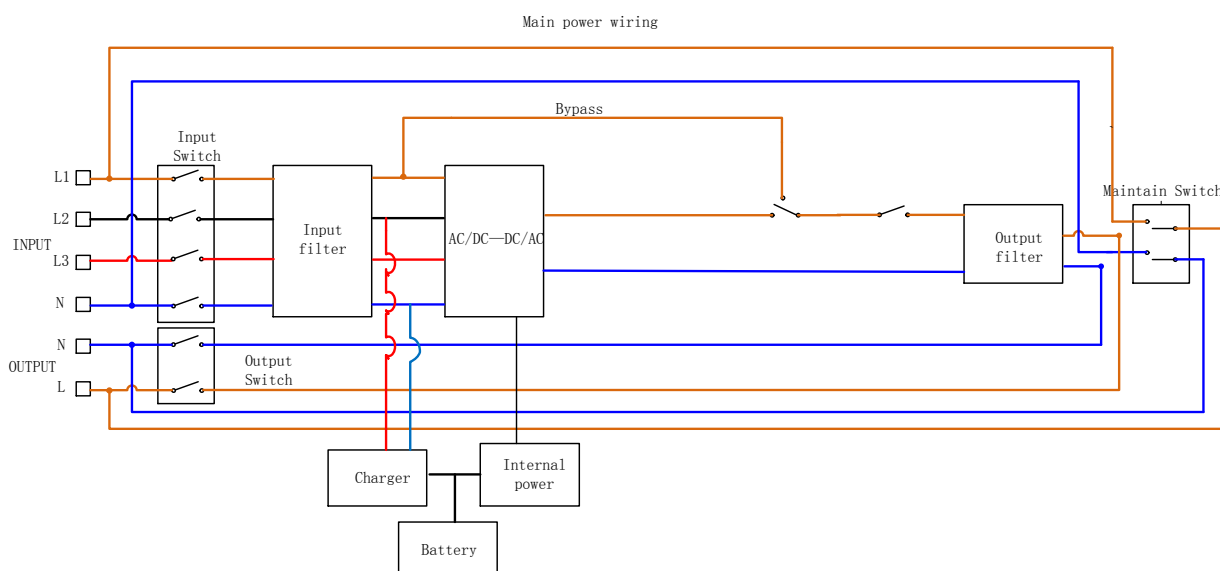 Main power wiring
Bypass
Input
Switch
L1
Maintain Switch
L2
Input
filter
AC/DC—DC/AC
Output
filter
INPUT
L3
N
N
OUTPUT
Output
Switch
L
Charger
Internal
power
Battery